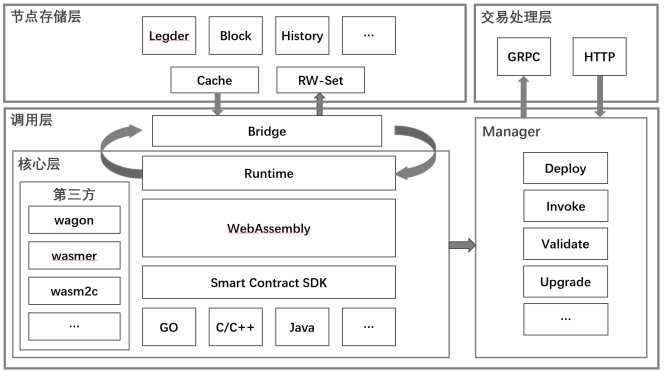 节点存储层
Legder
Block
History
...
Cache
RW-Set
交易处理层
GRPC
HTTP
调用层
Bridge
核心层
Runtime
第三方
wagon
wasmer
wasm2c
...
WebAssembly
Smart Contract SDK
GO
C/C++
Java
...
Manager
Deploy
Invoke
Validate
Upgrade
...